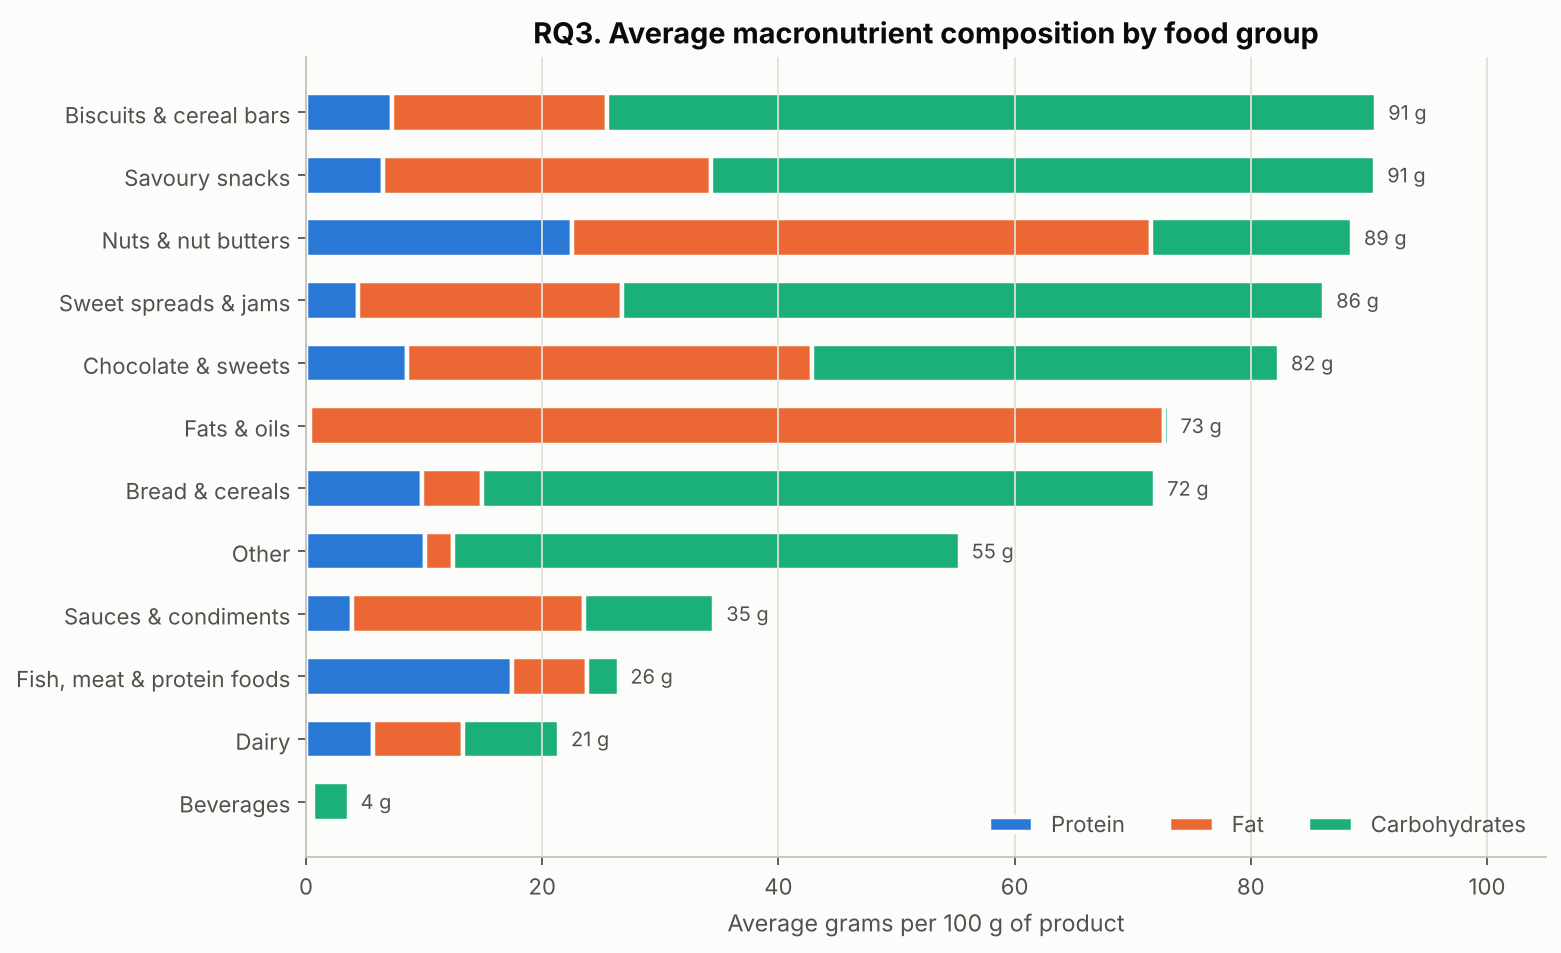 RQ3. Average macronutrient composition by food group
Biscuits & cereal bars
91 g
Savoury snacks
91 g
Nuts & nut butters
89 g
Sweet spreads & jams
86 g
Chocolate & sweets
82 g
Fats & oils
73 g
Bread & cereals
72 g
Other
55 g
Sauces & condiments
35 g
Fish, meat & protein foods
26 g
Dairy
21 g
Beverages
4 g
Protein Fat Carbohydrates
0 20 40 60 80 100
Average grams per 100 g of product